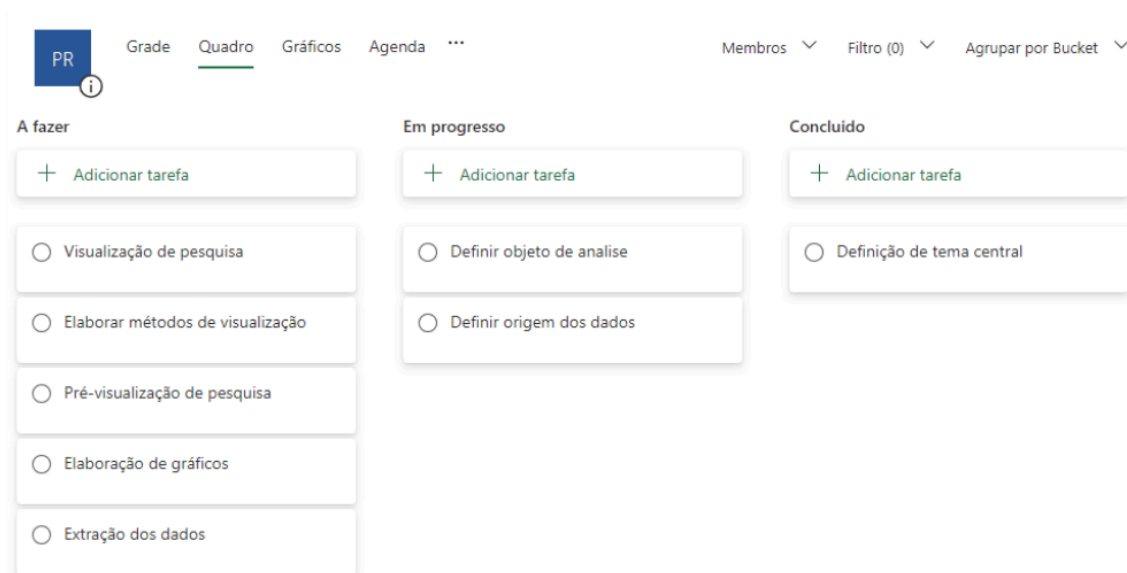 PR
Grade Quadro Gráficos Agenda ...
Membros Filtro (0) Agrupar por Bucket
A fazer
+ Adicionar tarefa
Visualização de pesquisa
Elaborar métodos de visualização
Pré-visualização de pesquisa
Elaboração de gráficos
Extração dos dados
Em progresso
+ Adicionar tarefa
Definir objeto de analise
Definir origem dos dados
Concluido
+ Adicionar tarefa
Definição de tema central